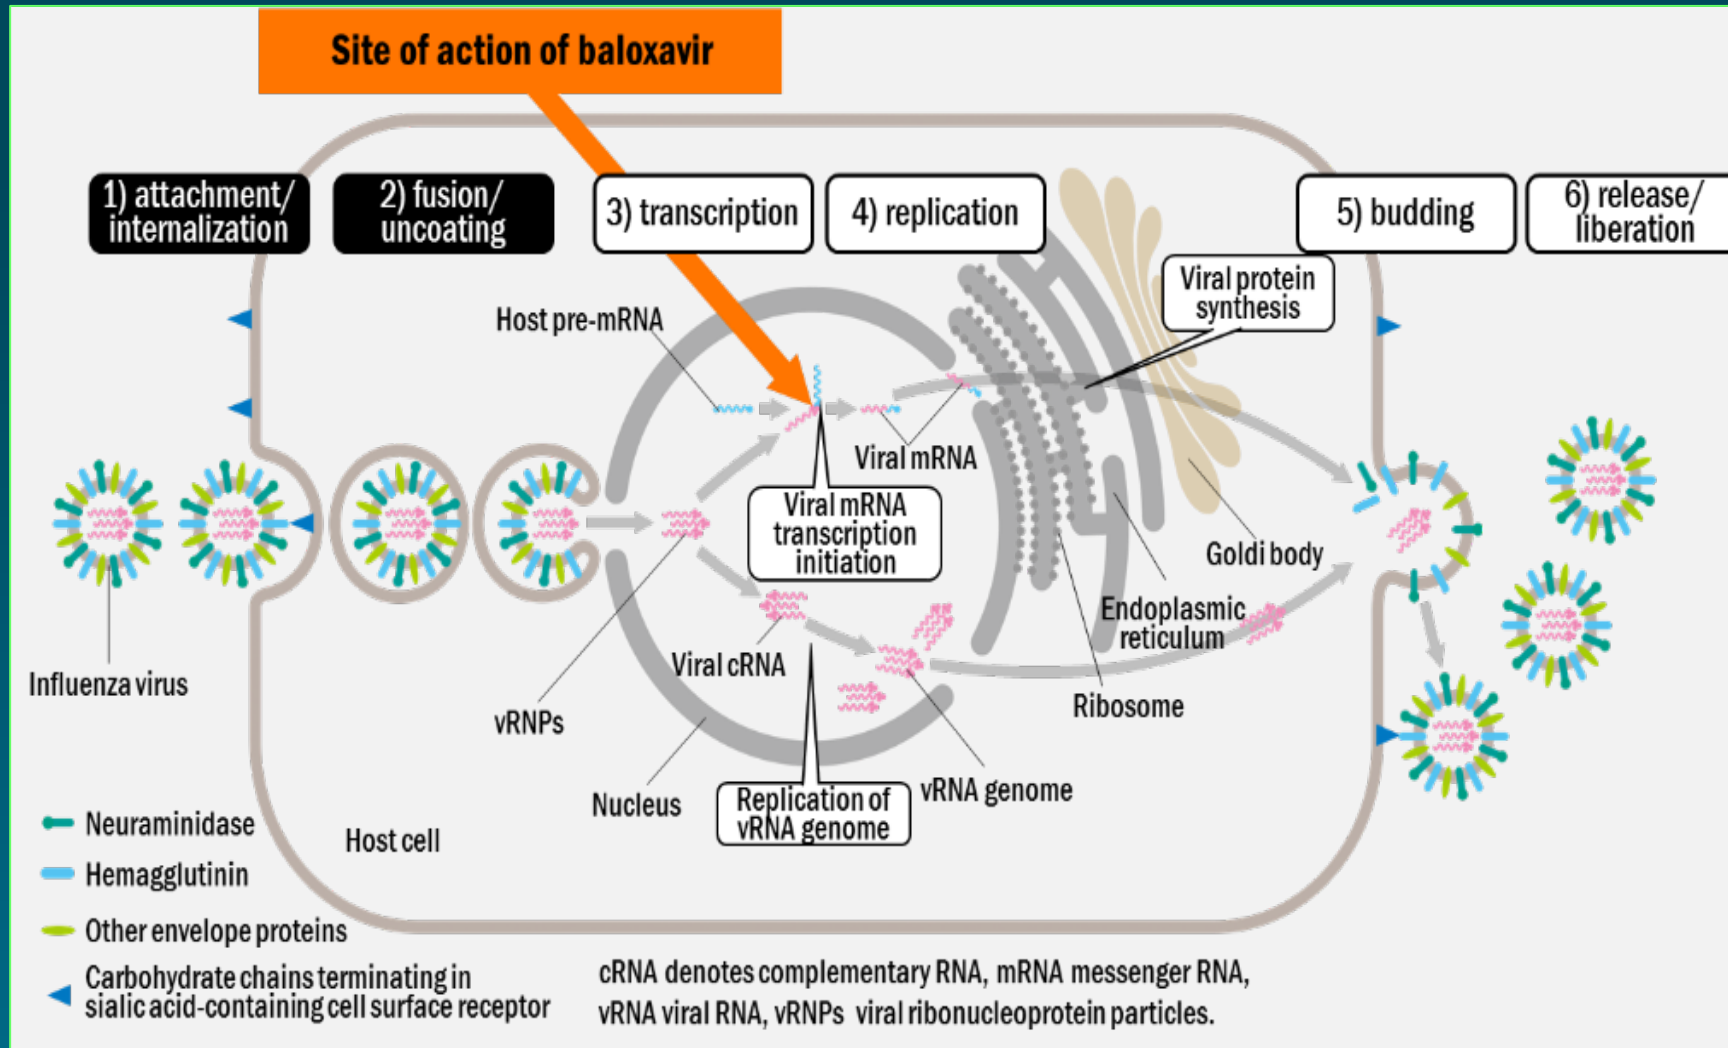 Site of action of baloxavir
1) attachment/
internalization
2) fusion/
uncoating
3) transcription
4) replication
5) budding
6) release/
liberation
Viral protein
synthesis
Host pre-mRNA
Viral mRNA
Viral mRNA
transcription
initiation
Goldi body
Endoplasmic
reticulum
Viral cRNA
Influenza virus
vRNPs
Ribosome
Nucleus
Replication of
vRNA genome
vRNA genome
Host cell
Neuraminidase
Hemagglutinin
Other envelope proteins
Carbohydrate chains terminating in
sialic acid-containing cell surface receptor
cRNA denotes complementary RNA, mRNA messenger RNA,
vRNA viral RNA, vRNPs viral ribonucleoprotein particles.